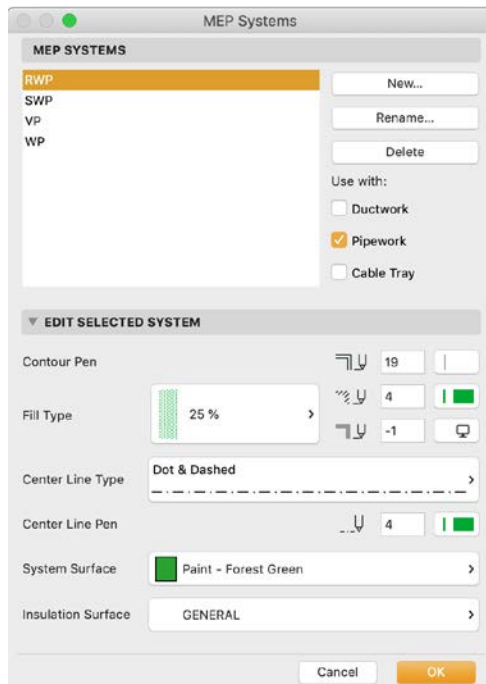 MEP Systems
MEP SYSTEMS
RWP
SWP
VP
WP
New...
Rename...
Delete
Use with:
Ductwork
Pipework
Cable Tray
EDIT SELECTED SYSTEM
Contour Pen
19
Fill Type
25 %
4
-1
Center Line Type
Dot & Dashed
Center Line Pen
4
System Surface
Paint - Forest Green
Insulation Surface
GENERAL
Cancel
OK